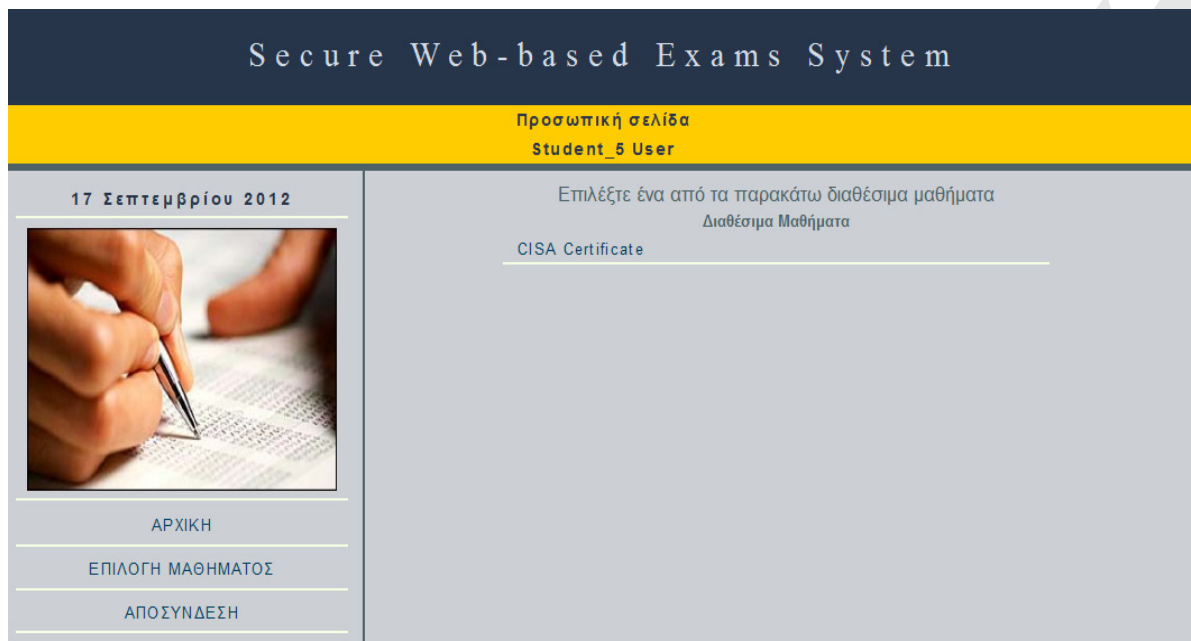 Secure Web-based Exams System
Προσωπική σελίδα
Student_5 User
17 Σεπτεμβρίου 2012
ΑΡΧΙΚΗ
ΕΠΙΛΟΓΗ ΜΑΘΗΜΑΤΟΣ
ΑΠΟΣΥΝΔΕΣΗ
Επιλέξτε ένα από τα παρακάτω διαθέσιμα μαθήματα
Διαθέσιμα Μαθήματα
CISA Certificate